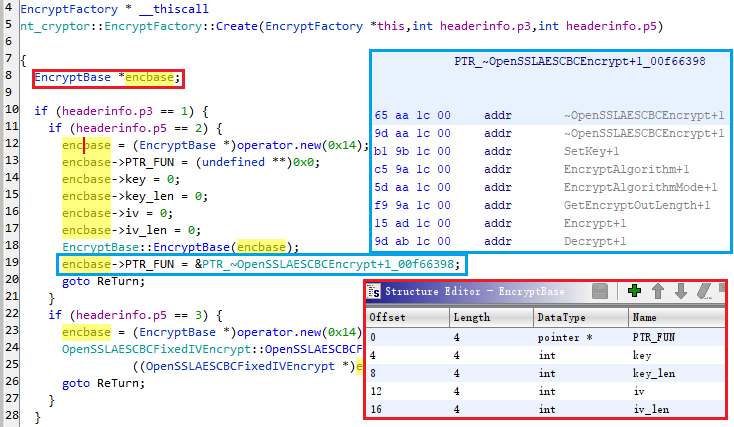 4 EncryptFactory * __thiscall
5 nt_cryptor::EncryptFactory::Create(EncryptFactory *this,int headerinfo.p3,int headerinfo.p5)
6
7 {
8 EncryptBase *encbase;
9
10 if (headerinfo.p3 == 1) {
11 if (headerinfo.p5 == 2) {
12 encbase = (EncryptBase *)operator.new(0x14);
13 encbase->PTR_FUN = (undefined **)0x0;
14 encbase->key = 0;
15 encbase->key_len = 0;
16 encbase->iv = 0;
17 encbase->iv_len = 0;
18 EncryptBase::EncryptBase(encbase);
19 encbase->PTR_FUN = &PTR_~OpenSSLAESCBCEncrypt+1_00f66398;
20 goto ReTurn;
21 }
22 if (headerinfo.p5 == 3) {
23 encbase = (EncryptBase *)operator.new(0x14)
24 OpenSSLAESCBCFixedIVEncrypt::OpenSSLAESCBCF
25 ((OpenSSLAESCBCFixedIVEncrypt *)e
26 goto ReTurn;
27 }
28 }
PTR_~OpenSSLAESCBCEncrypt+1_00f66398
65 aa 1c 00 addr ~OpenSSLAESCBCEncrypt+1
9d aa 1c 00 addr ~OpenSSLAESCBCEncrypt+1
b1 9b 1c 00 addr SetKey+1
c5 9a 1c 00 addr EncryptAlgorithm+1
5d aa 1c 00 addr EncryptAlgorithmMode+1
f9 9a 1c 00 addr GetEncryptOutLength+1
15 ad 1c 00 addr Encrypt+1
9d ab 1c 00 addr Decrypt+1
Structure Editor - EncryptBase
Offset Length DataType Name
0 4 pointer * PTR_FUN
4 4 int key
8 4 int key_len
12 4 int iv
16 4 int iv_len